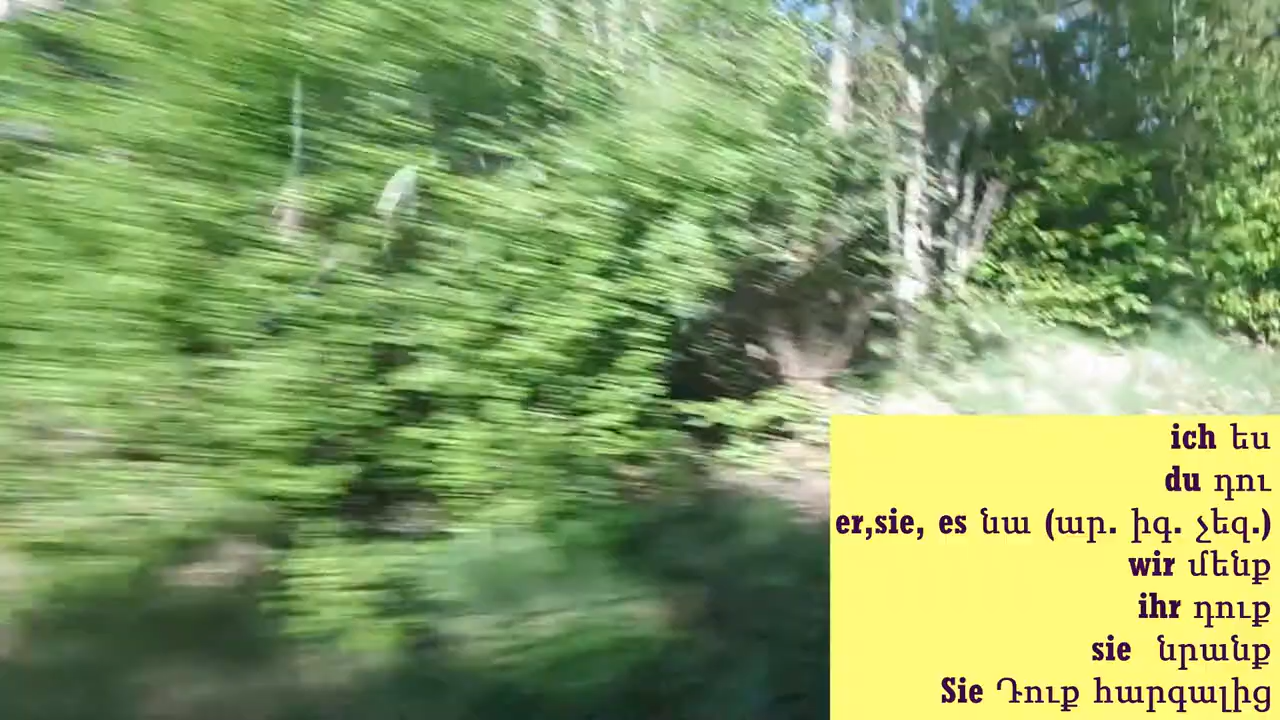 ich ես
du դու
er,sie, es նա (ար. իգ. չեզ.)
wir մենք
ihr դուք
sie նրանք
Sie Դուք հարգալից